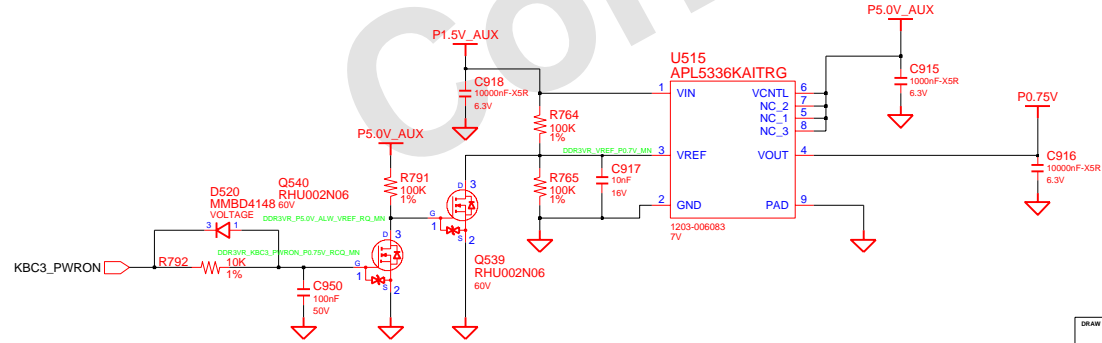 Con
P5.0V_AUX
P1.5V_AUX
U515
APL5336KAITRG
C918
10000nF-X5R
6.3V
C915
1000nF-X5R
6.3V
P0.75V
1 VIN
VCNTL 6
NC_2 7
NC_1 5
NC_3 8
R764
100K
1%
P5.0V_AUX
DDR3VR_VREF_P0.7V_MN
3 VREF
VOUT 4
C917
10nF
16V
C916
10000nF-X5R
6.3V
R791
100K
1%
R765
100K
1%
D 3
G 1
S 2
2 GND
PAD 9
1203-006083
7V
Q540
RHU002N06
60V
D520
MMBD4148
VOLTAGE
3 1
DDR3VR_P5.0V_ALW_VREF_RQ_MN
DDR3VR_KBC3_PWRON_P0.75V_RCQ_MN
D 3
G 1
S 2
Q539
RHU002N06
60V
KBC3_PWRON
R792
10K
1%
C950
100nF
50V
DRAW